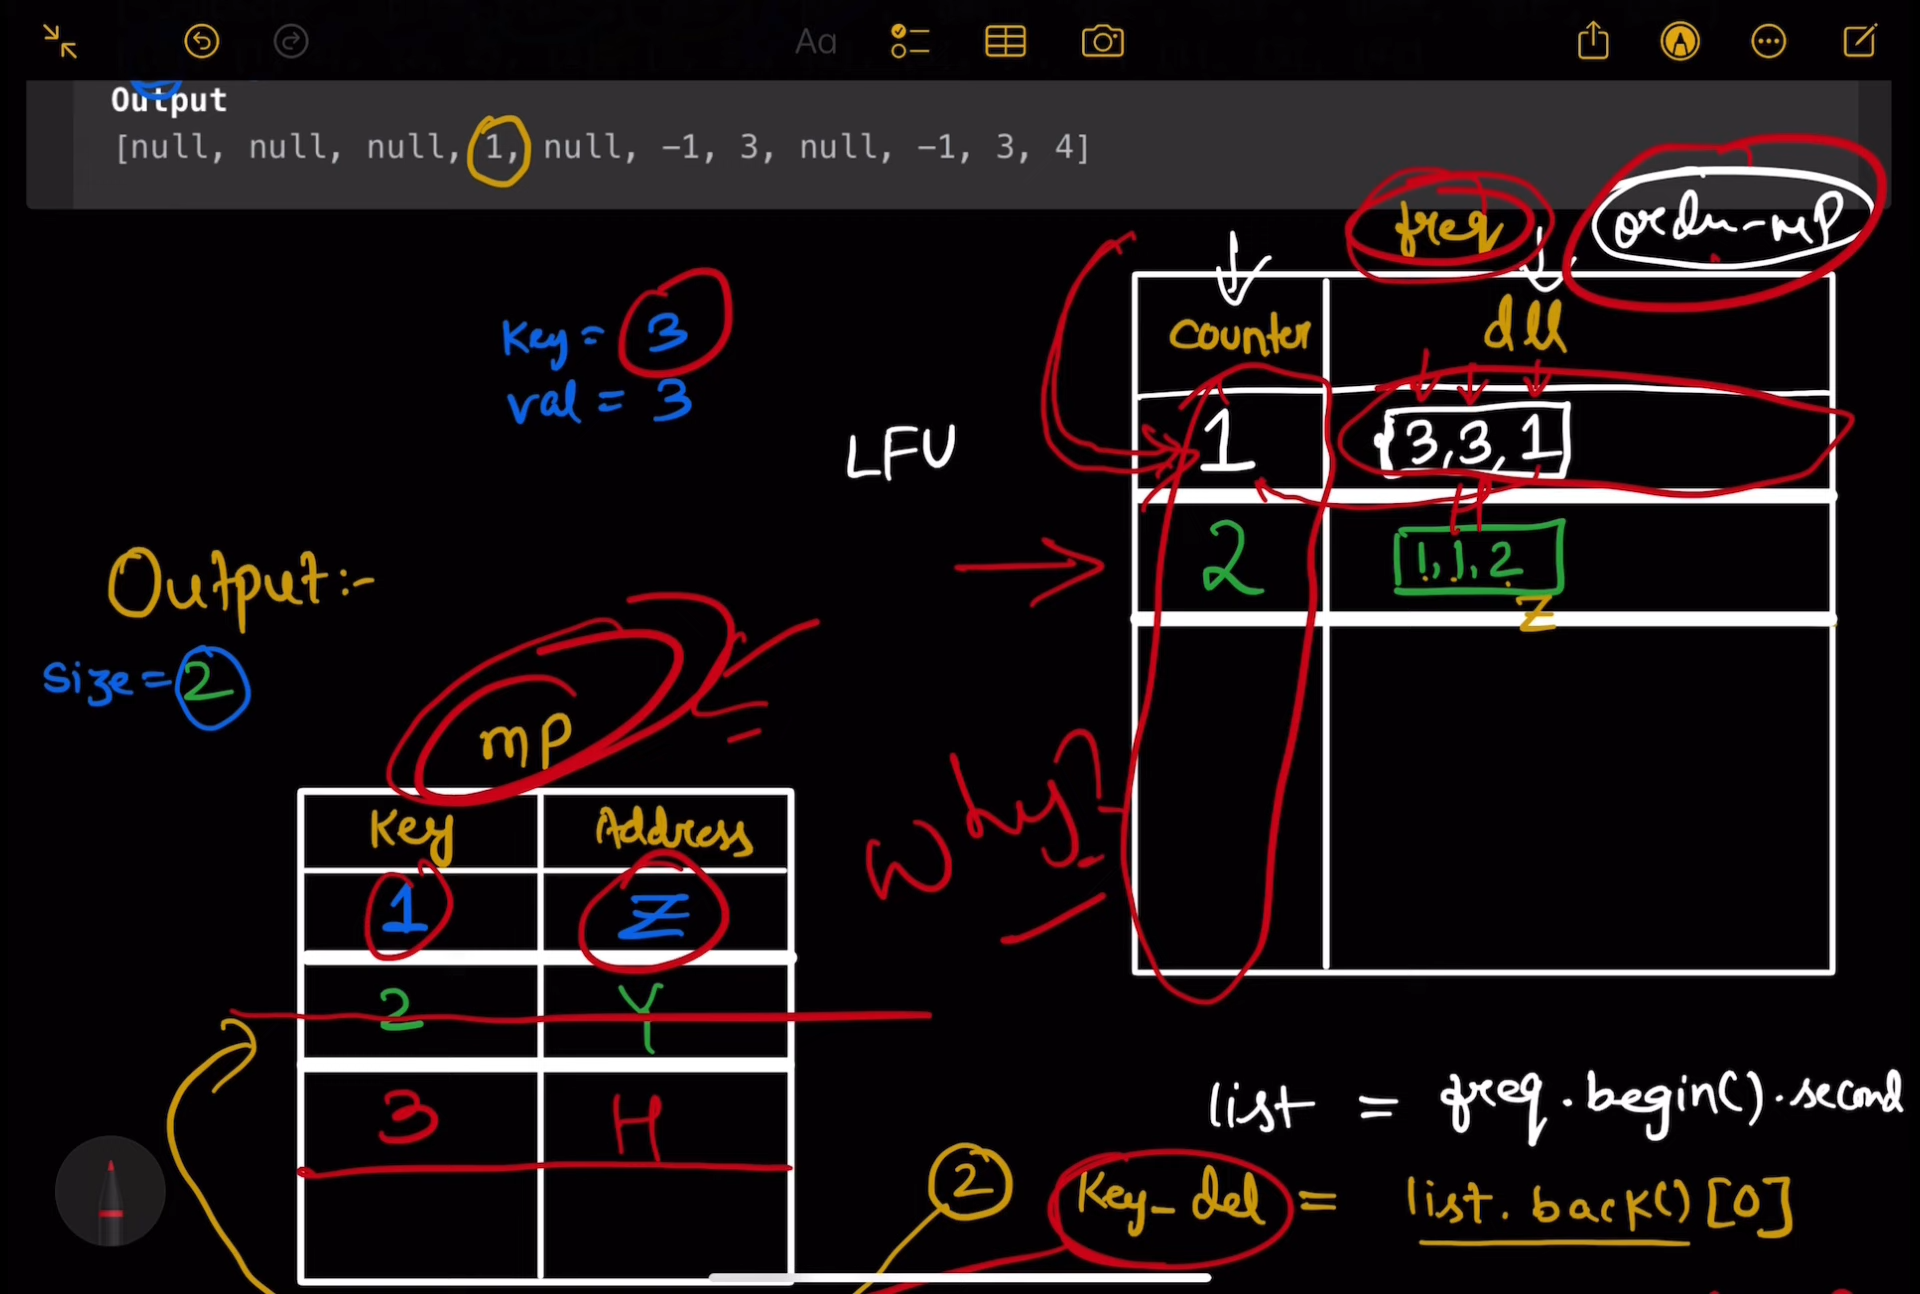 Aa
Output
[null, null, null, 1, null, -1, 3, null, -1, 3, 4]
freq
Key = 3
val = 3
counter
dll
LFU
1
{3,3,1
2
1,1,2
Z
Output:-
Size=2
mp
Why?
Key
Address
1
Z
2
Y
3
H
list = freq.begin().second
2
Key_del = list.back()[0]